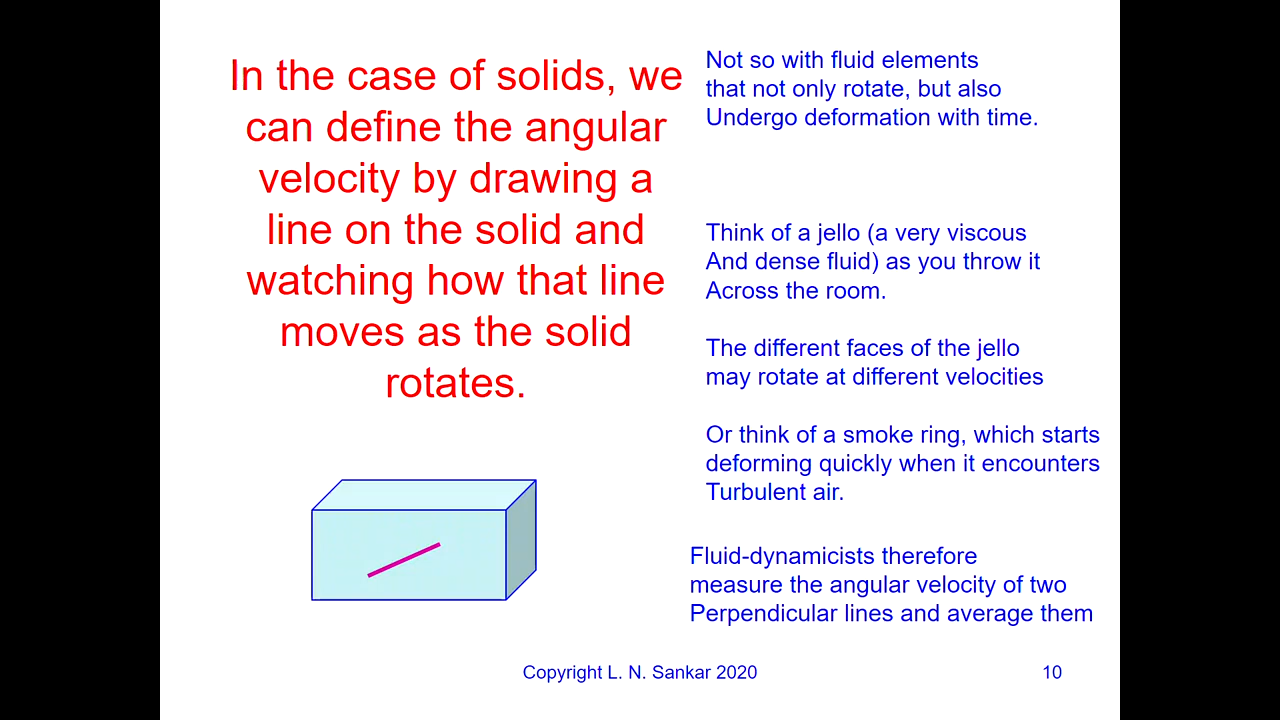 In the case of solids, we
can define the angular
velocity by drawing a
line on the solid and
watching how that line
moves as the solid
rotates.
Not so with fluid elements
that not only rotate, but also
Undergo deformation with time.
Think of a jello (a very viscous
And dense fluid) as you throw it
Across the room.
The different faces of the jello
may rotate at different velocities
Or think of a smoke ring, which starts
deforming quickly when it encounters
Turbulent air.
Fluid-dynamicists therefore
measure the angular velocity of two
Perpendicular lines and average them
Copyright L. N. Sankar 2020
10